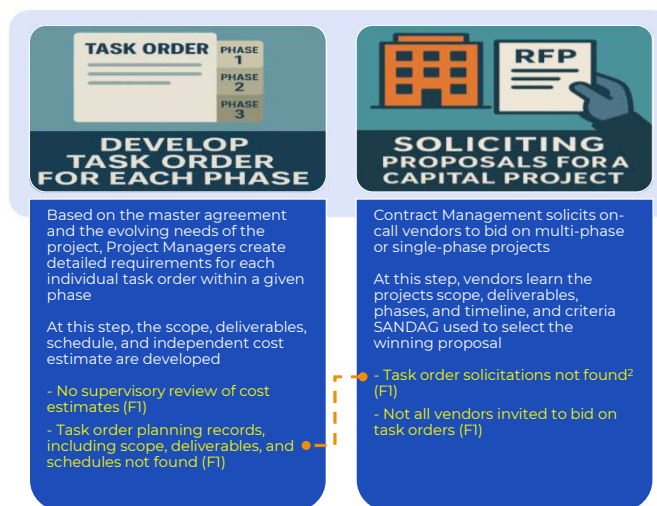 TASK ORDER
PHASE
1
PHASE
2
PHASE
3
DEVELOP
TASK ORDER
FOR EACH PHASE
Based on the master agreement
and the evolving needs of the
project, Project Managers create
detailed requirements for each
individual task order within a given
phase
At this step, the scope, deliverables,
schedule, and independent cost
estimate are developed
- No supervisory review of cost
estimates (F1)
- Task order planning records,
including scope, deliverables, and
schedules not found (F1)
RFP
SOLICITING
PROPOSALS FOR A
CAPITAL PROJECT
Contract Management solicits on-
call vendors to bid on multi-phase
or single-phase projects
At this step, vendors learn the
projects scope, deliverables,
phases, and timeline, and criteria
SANDAG used to select the
winning proposal
- Task order solicitations not found²
(F1)
- Not all vendors invited to bid on
task orders (F1)